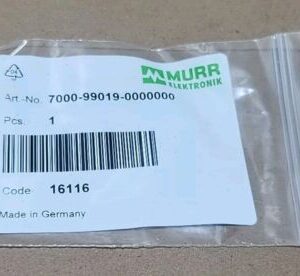 MURR
ELEKTRONIK
Art.-No. 7000-99019-0000000
Pcs. 1
Code 16116
Made in Germany